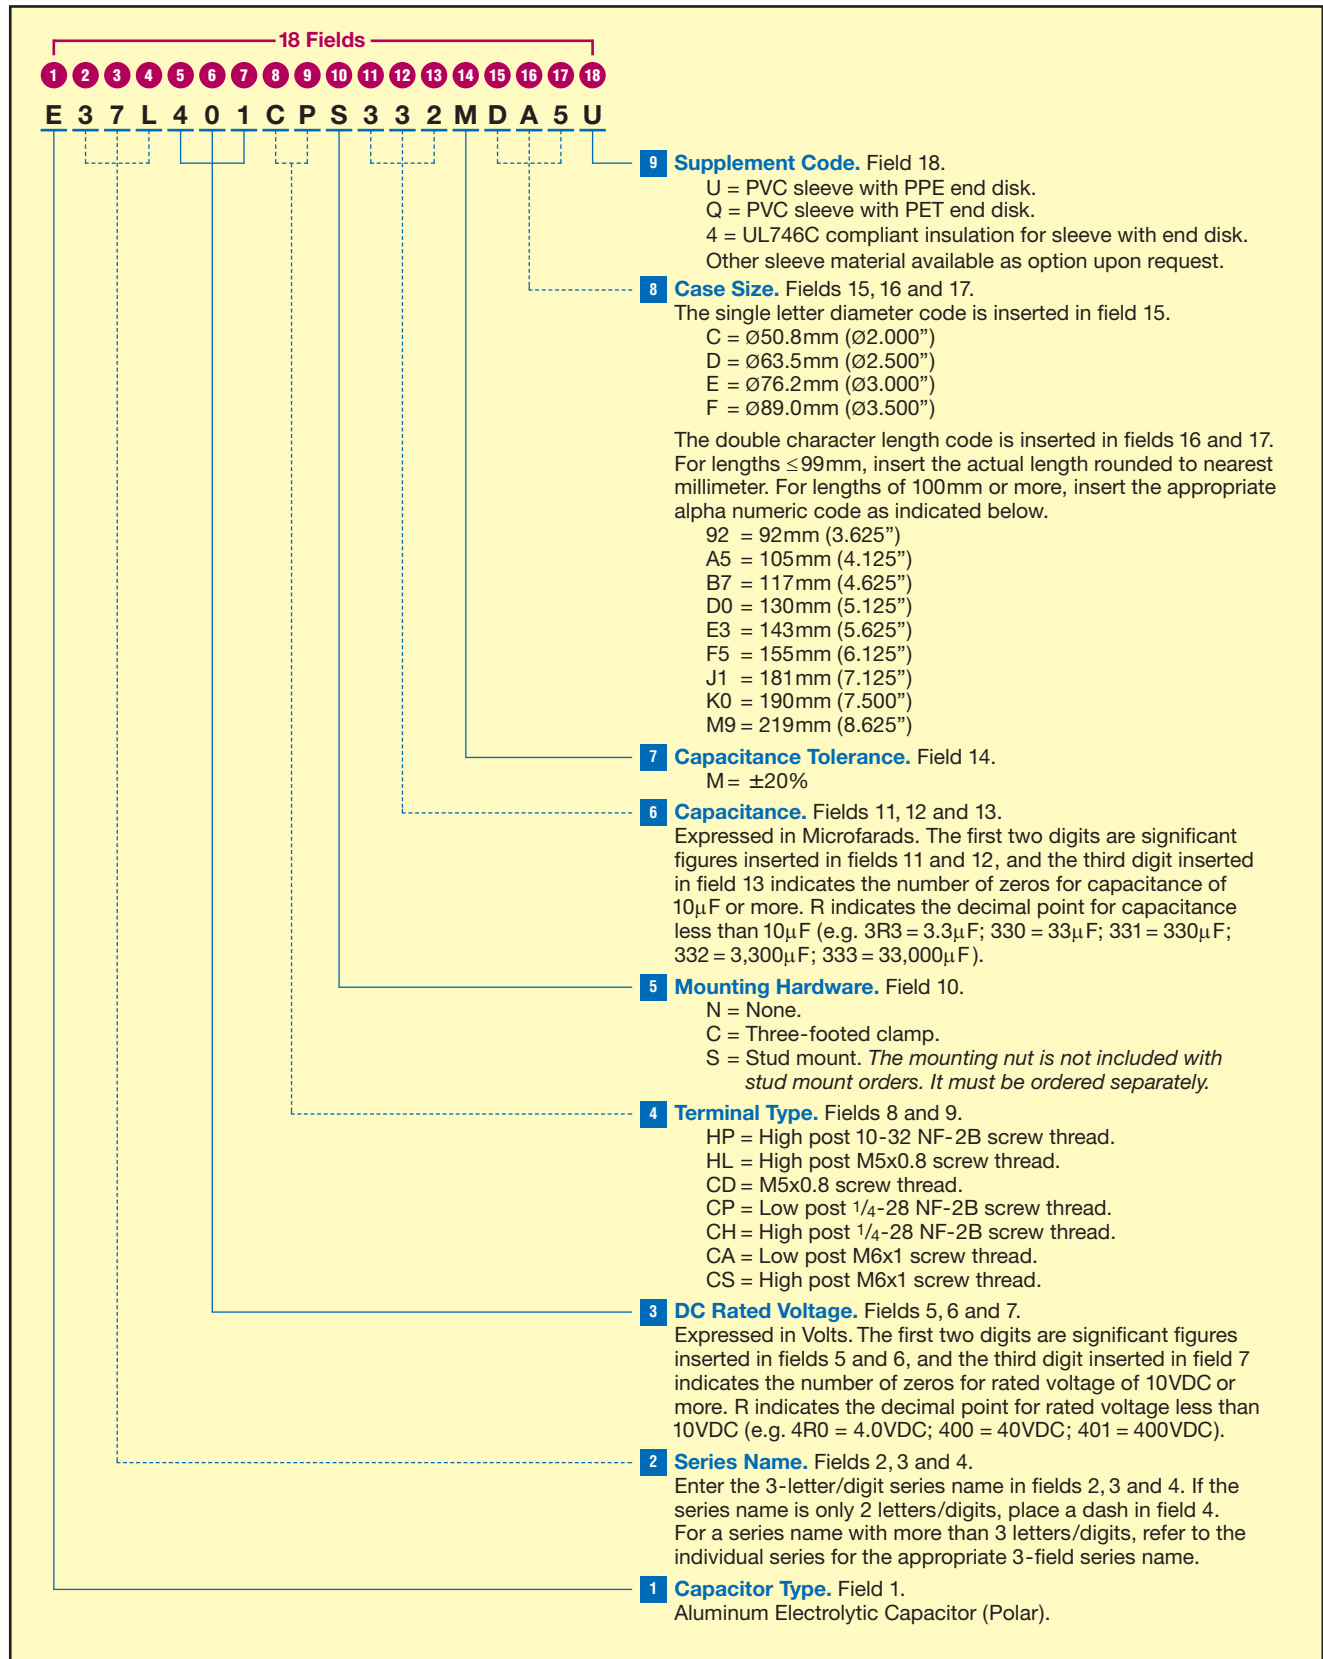 18 Fields
1 2 3 4 5 6 7 8 9 10 11 12 13 14 15 16 17 18
E 3 7 L 4 0 1 C P S 3 3 2 M D A 5 U
9 Supplement Code. Field 18.
U = PVC sleeve with PPE end disk.
Q = PVC sleeve with PET end disk.
4 = UL746C compliant insulation for sleeve with end disk.
Other sleeve material available as option upon request.
8 Case Size. Fields 15, 16 and 17.
The single letter diameter code is inserted in field 15.
C = Ø50.8mm (Ø2.000”)
D = Ø63.5mm (Ø2.500”)
E = Ø76.2mm (Ø3.000”)
F = Ø89.0mm (Ø3.500”)
The double character length code is inserted in fields 16 and 17.
For lengths ≤99mm, insert the actual length rounded to nearest
millimeter. For lengths of 100mm or more, insert the appropriate
alpha numeric code as indicated below.
92 = 92mm (3.625”)
A5 = 105mm (4.125”)
B7 = 117mm (4.625”)
D0 = 130mm (5.125”)
E3 = 143mm (5.625”)
F5 = 155mm (6.125”)
J1 = 181mm (7.125”)
K0 = 190mm (7.500”)
M9 = 219mm (8.625”)
7 Capacitance Tolerance. Field 14.
M = ±20%
6 Capacitance. Fields 11, 12 and 13.
Expressed in Microfarads. The first two digits are significant
figures inserted in fields 11 and 12, and the third digit inserted
in field 13 indicates the number of zeros for capacitance of
10µF or more. R indicates the decimal point for capacitance
less than 10µF (e.g. 3R3 = 3.3µF; 330 = 33µF; 331 = 330µF;
332 = 3,300µF; 333 = 33,000µF).
5 Mounting Hardware. Field 10.
N = None.
C = Three-footed clamp.
S = Stud mount. The mounting nut is not included with
stud mount orders. It must be ordered separately.
4 Terminal Type. Fields 8 and 9.
HP = High post 10-32 NF-2B screw thread.
HL = High post M5x0.8 screw thread.
CD = M5x0.8 screw thread.
CP = Low post 1/4-28 NF-2B screw thread.
CH = High post 1/4-28 NF-2B screw thread.
CA = Low post M6x1 screw thread.
CS = High post M6x1 screw thread.
3 DC Rated Voltage. Fields 5, 6 and 7.
Expressed in Volts. The first two digits are significant figures
inserted in fields 5 and 6, and the third digit inserted in field 7
indicates the number of zeros for rated voltage of 10VDC or
more. R indicates the decimal point for rated voltage less than
10VDC (e.g. 4R0 = 4.0VDC; 400 = 40VDC; 401 = 400VDC).
2 Series Name. Fields 2, 3 and 4.
Enter the 3-letter/digit series name in fields 2, 3 and 4. If the
series name is only 2 letters/digits, place a dash in field 4.
For a series name with more than 3 letters/digits, refer to the
individual series for the appropriate 3-field series name.
1 Capacitor Type. Field 1.
Aluminum Electrolytic Capacitor (Polar).